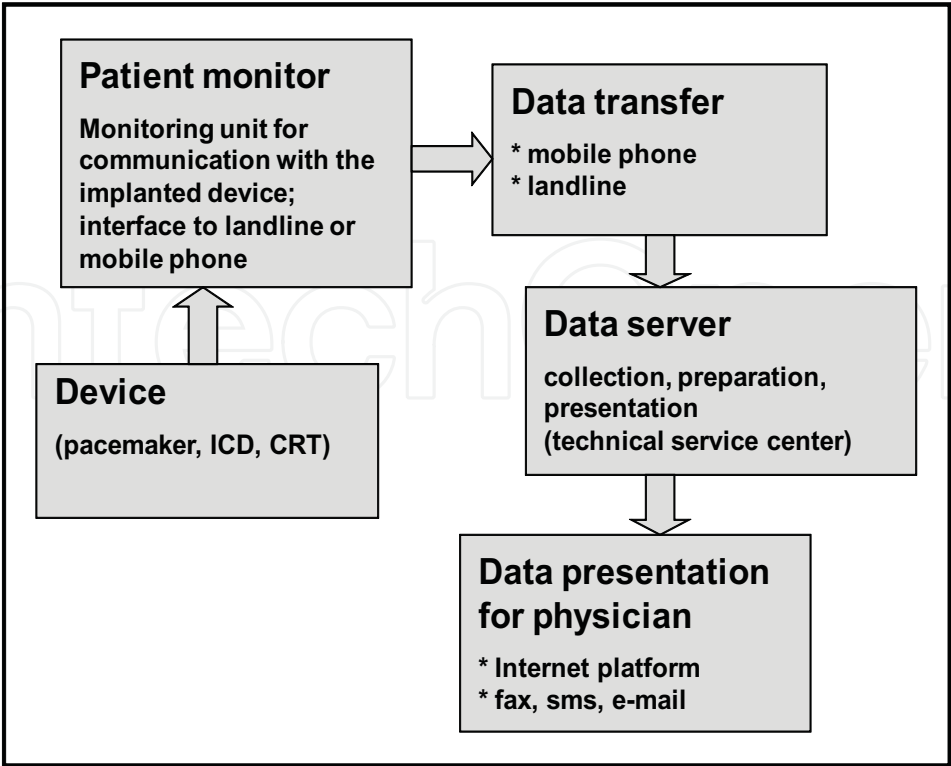 Patient monitor
Monitoring unit for
communication with the
implanted device;
interface to landline or
mobile phone
Data transfer
* mobile phone
* landline
Device
(pacemaker, ICD, CRT)
Data server
collection, preparation,
presentation
(technical service center)
Data presentation
for physician
* Internet platform
* fax, sms, e-mail